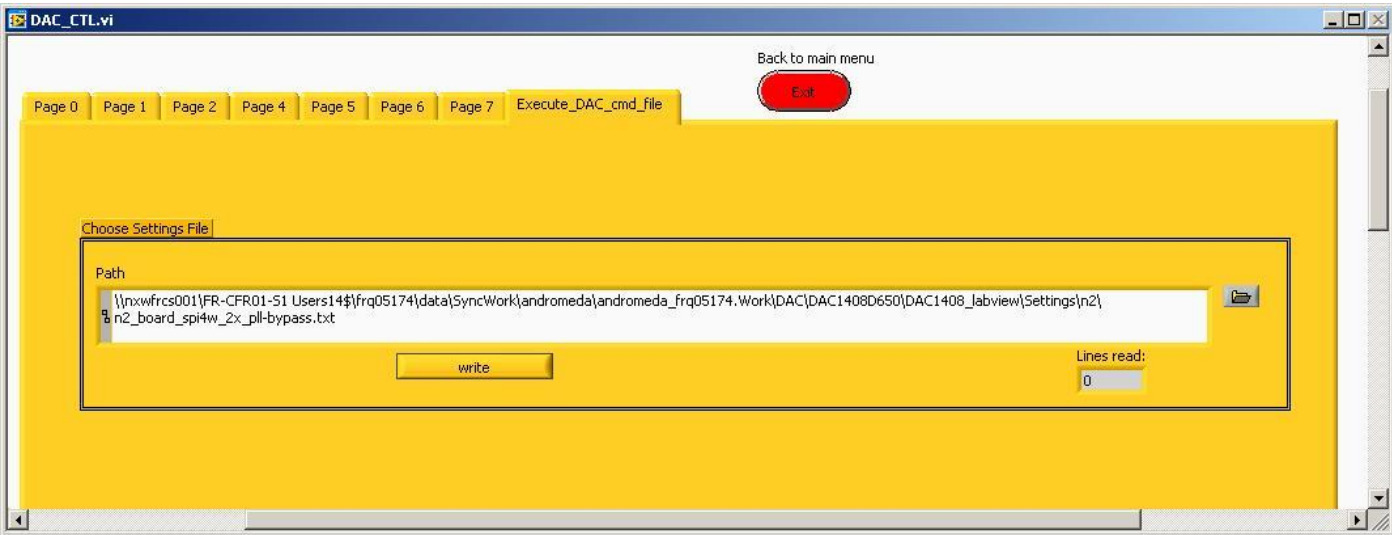 DAC_CTL.vi
Back to main menu
Exit
Page 0 Page 1 Page 2 Page 4 Page 5 Page 6 Page 7 Execute_DAC_cmd_file
Choose Settings File
Path
\\nxwfrcs001\FR-CFR01-S1 Users14$\frq05174\data\SyncWork\andromeda\andromeda_frq05174.Work\DAC\DAC1408D650\DAC1408_labview\Settings\n2\
n2_board_spi4w_2x_pll-bypass.txt
write
Lines read:
0